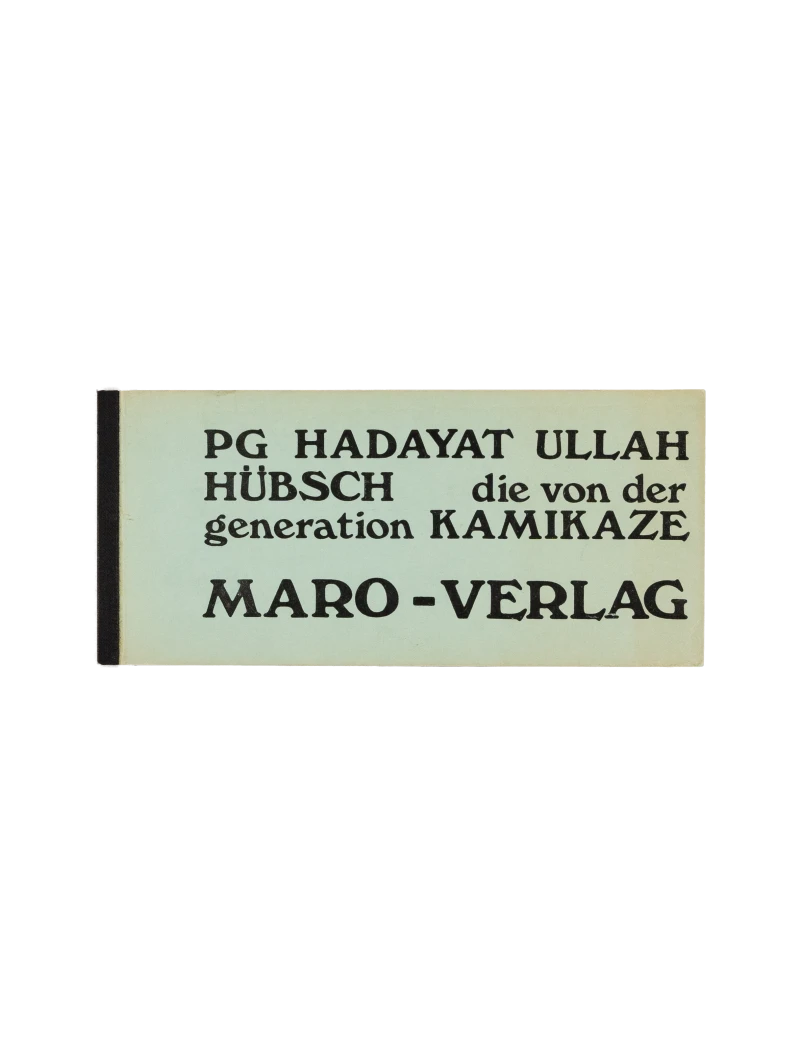 PG HADAYAT ULLAH
HÜBSCH die von der
generation KAMIKAZE
MARO-VERLAG